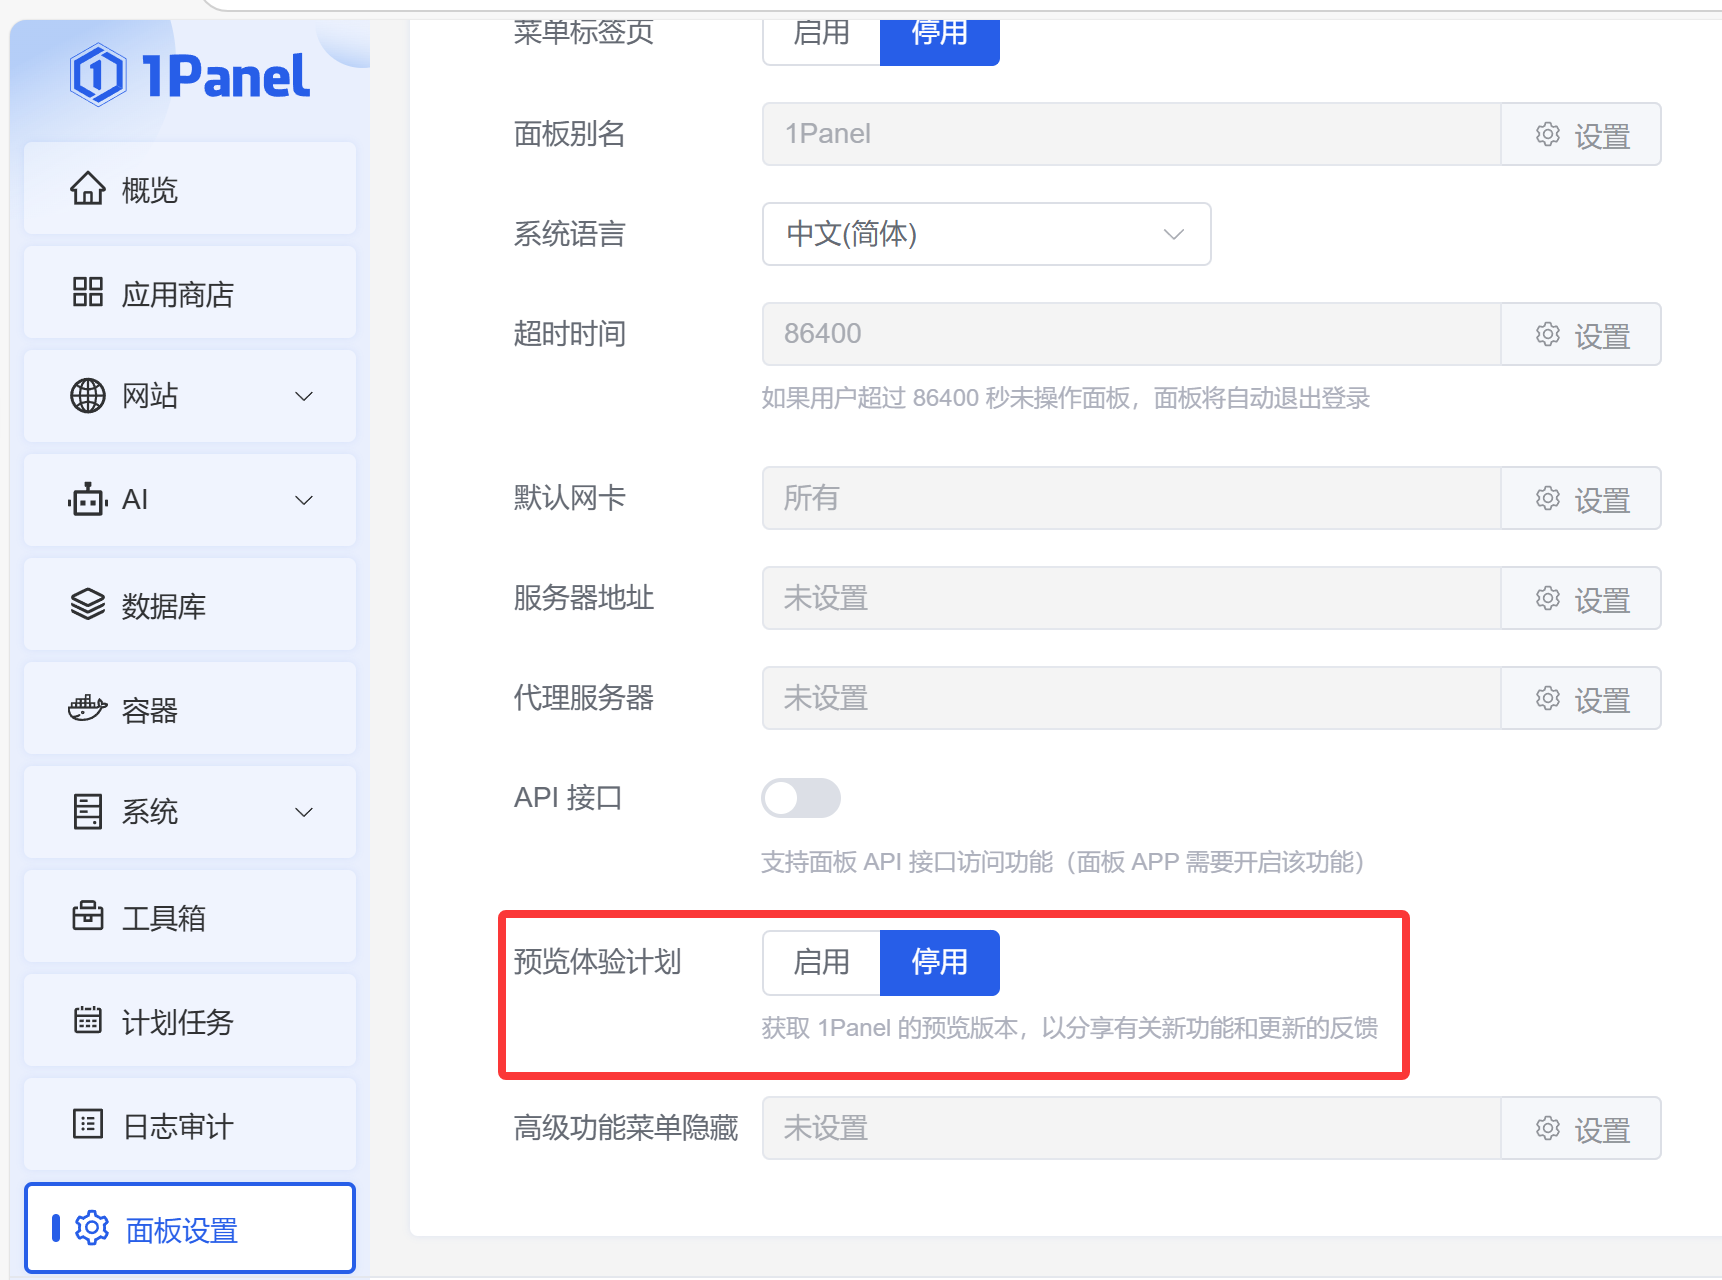 1Panel
概览
应用商店
网站
AI
数据库
容器
系统
工具箱
计划任务
日志审计
面板设置
菜单标签页
启用
停用
面板别名
1Panel
设置
系统语言
中文(简体)
超时时间
86400
设置
如果用户超过 86400 秒未操作面板，面板将自动退出登录
默认网卡
所有
设置
服务器地址
未设置
设置
代理服务器
未设置
设置
API 接口
支持面板 API 接口访问功能（面板 APP 需要开启该功能）
预览体验计划
启用
停用
获取 1Panel 的预览版本，以分享有关新功能和更新的反馈
高级功能菜单隐藏
未设置
设置